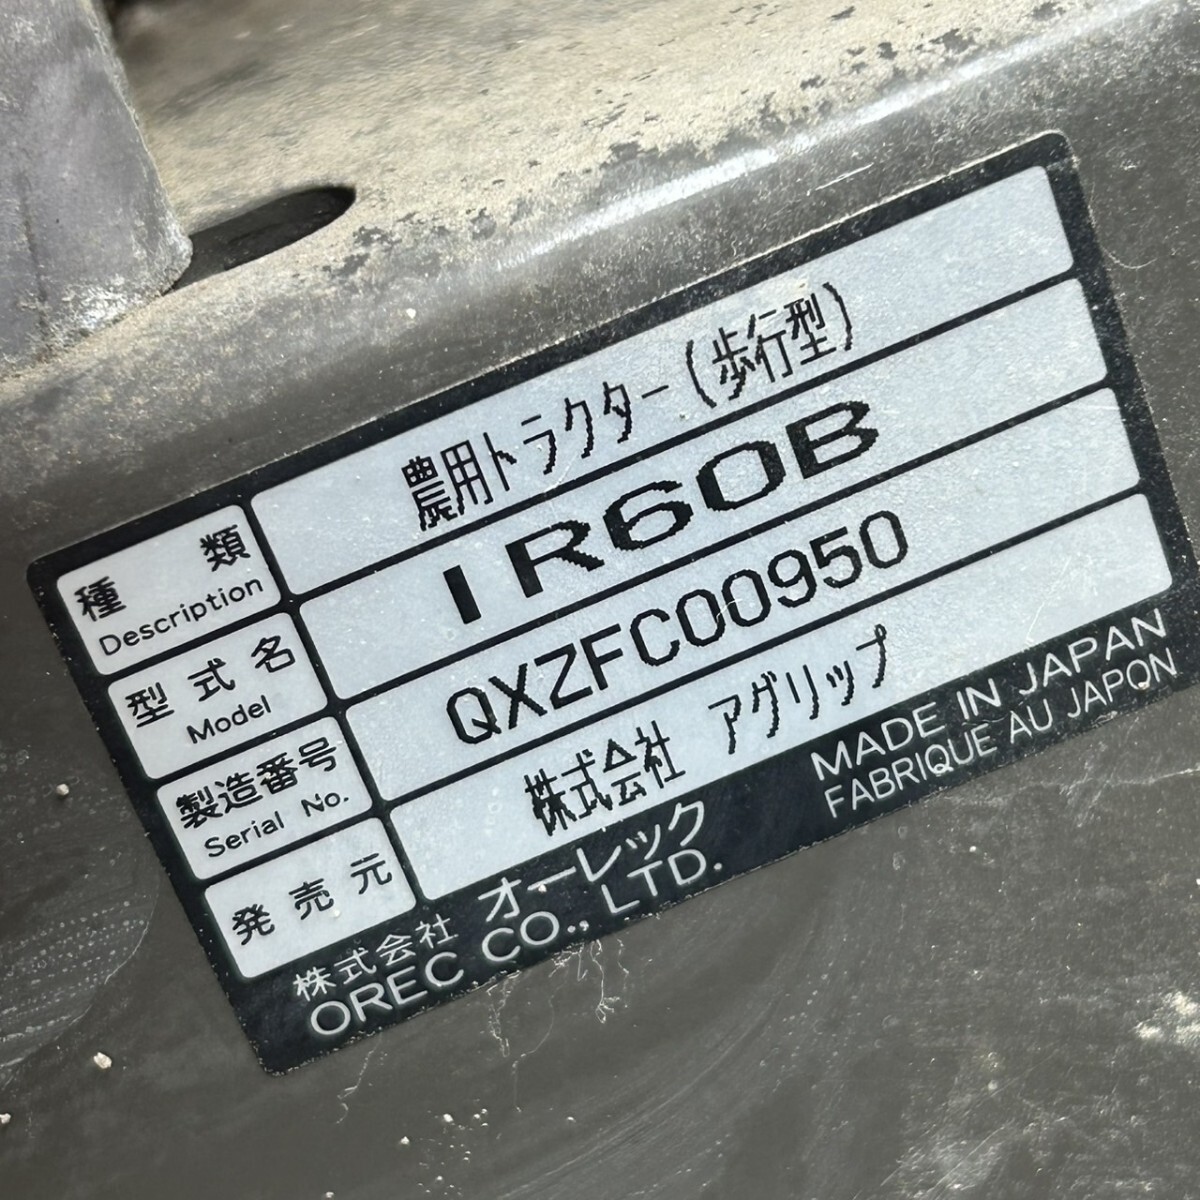 種類 農用トラクター(歩行型)
Description
型式名 IR60B
Model
製造番号 QXZFC00950
Serial No.
発売元 株式会社 アグリップ
株式会社 オーレック MADE IN JAPAN
OREC CO., LTD. FABRIQUE AU JAPON